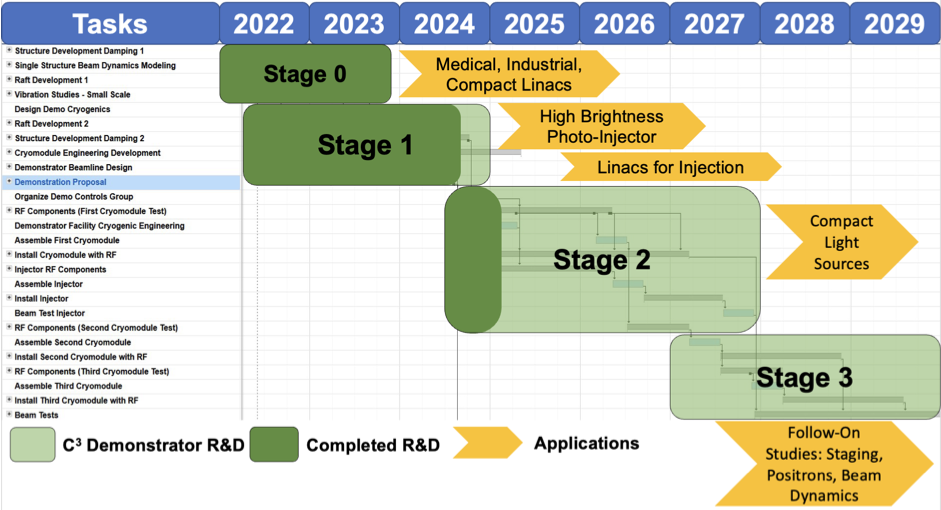 Tasks 2022 2023 2024 2025 2026 2027 2028 2029
Structure Development Damping 1
Single Structure Beam Dynamics Modeling
Raft Development 1
Vibration Studies - Small Scale
Design Demo Cryogenics
Raft Development 2
Structure Development Damping 2
Cryomodule Engineering Development
Demonstrator Beamline Design
Demonstration Proposal
Organize Demo Controls Group
RF Components (First Cryomodule Test)
Demonstrator Facility Cryogenic Engineering
Assemble First Cryomodule
Install Cryomodule with RF
Injector RF Components
Assemble Injector
Install Injector
Beam Test Injector
RF Components (Second Cryomodule Test)
Assemble Second Cryomodule
Install Second Cryomodule with RF
RF Components (Third Cryomodule Test)
Assemble Third Cryomodule
Install Third Cryomodule with RF
Beam Tests
Stage 0
Medical, Industrial,
Compact Linacs
Stage 1
High Brightness
Photo-Injector
Linacs for Injection
Stage 2
Compact
Light
Sources
Stage 3
C³ Demonstrator R&D
Completed R&D
Applications
Follow-On
Studies: Staging,
Positrons, Beam
Dynamics